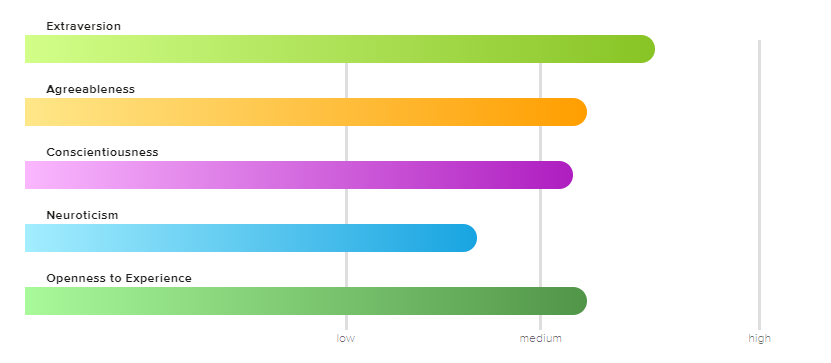 Extraversion
Agreeableness
Conscientiousness
Neuroticism
Openness to Experience
low medium high